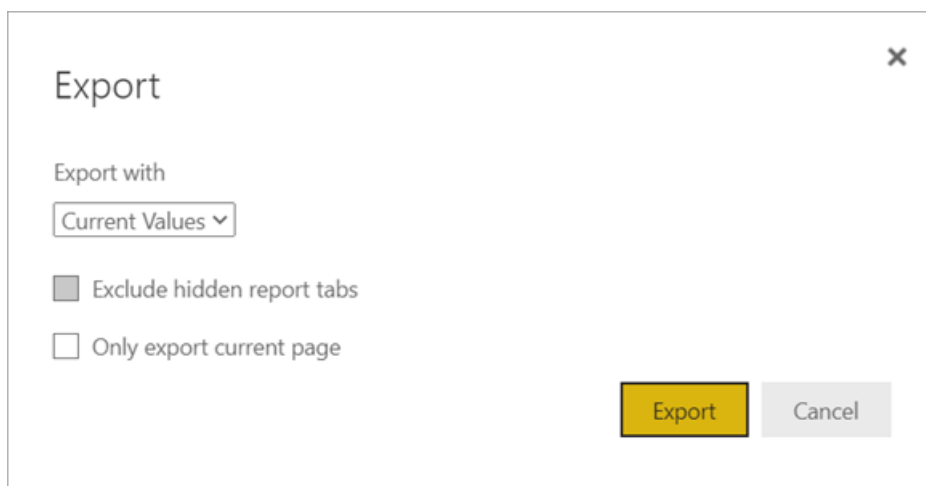 Export
Export with
Current Values
Exclude hidden report tabs
Only export current page
Export Cancel